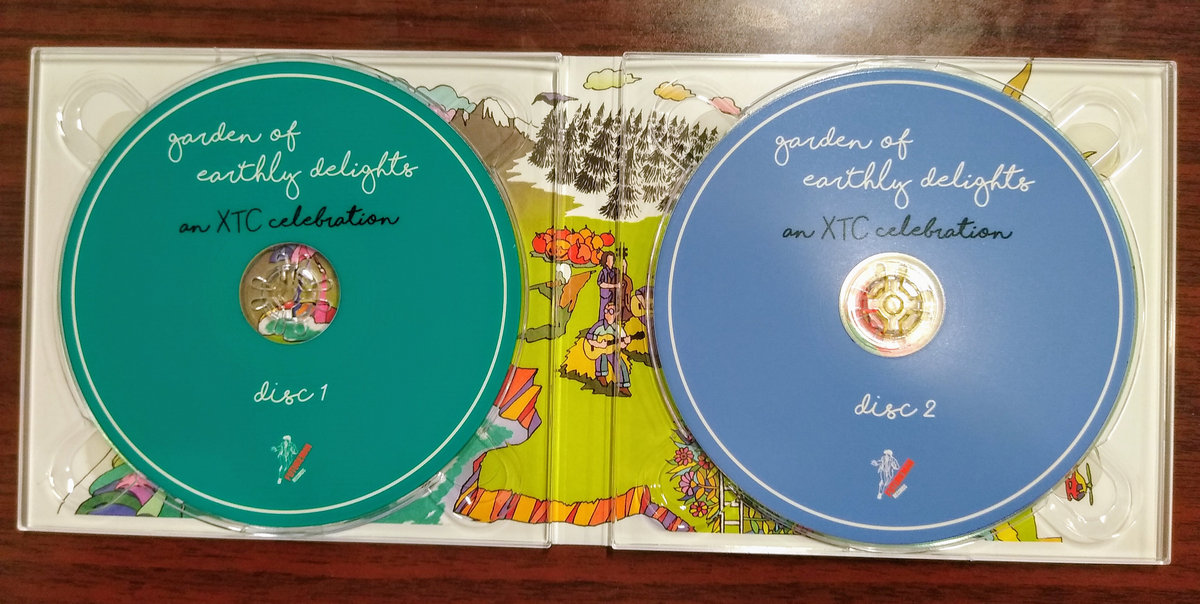 garden of
earthly delights
an XTC celebration
disc 1
garden of
earthly delights
an XTC celebration
disc 2